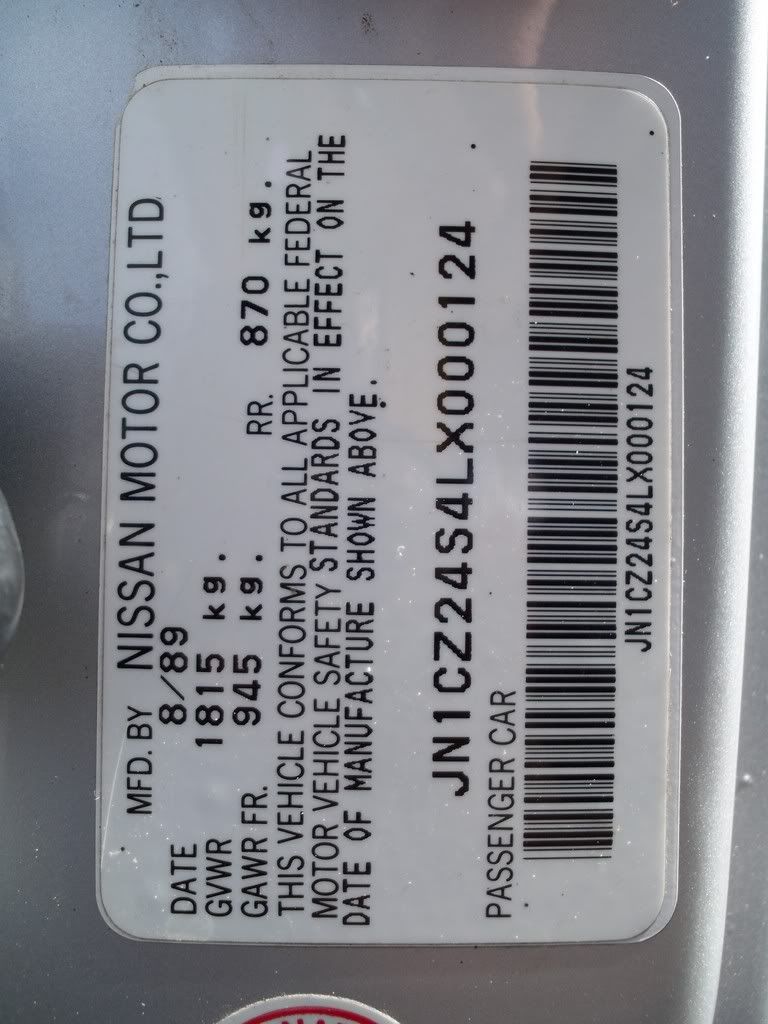 MFD. BY NISSAN MOTOR CO.,LTD
DATE 8/89
GVWR 1815 kg.
GAWR FR. 945 kg. RR. 870 kg.
THIS VEHICLE CONFORMS TO ALL APPLICABLE FEDERAL
MOTOR VEHICLE SAFETY STANDARDS IN EFFECT ON THE
DATE OF MANUFACTURE SHOWN ABOVE.
JN1CZ24S4LX000124
PASSENGER CAR
JN1CZ24S4LX000124